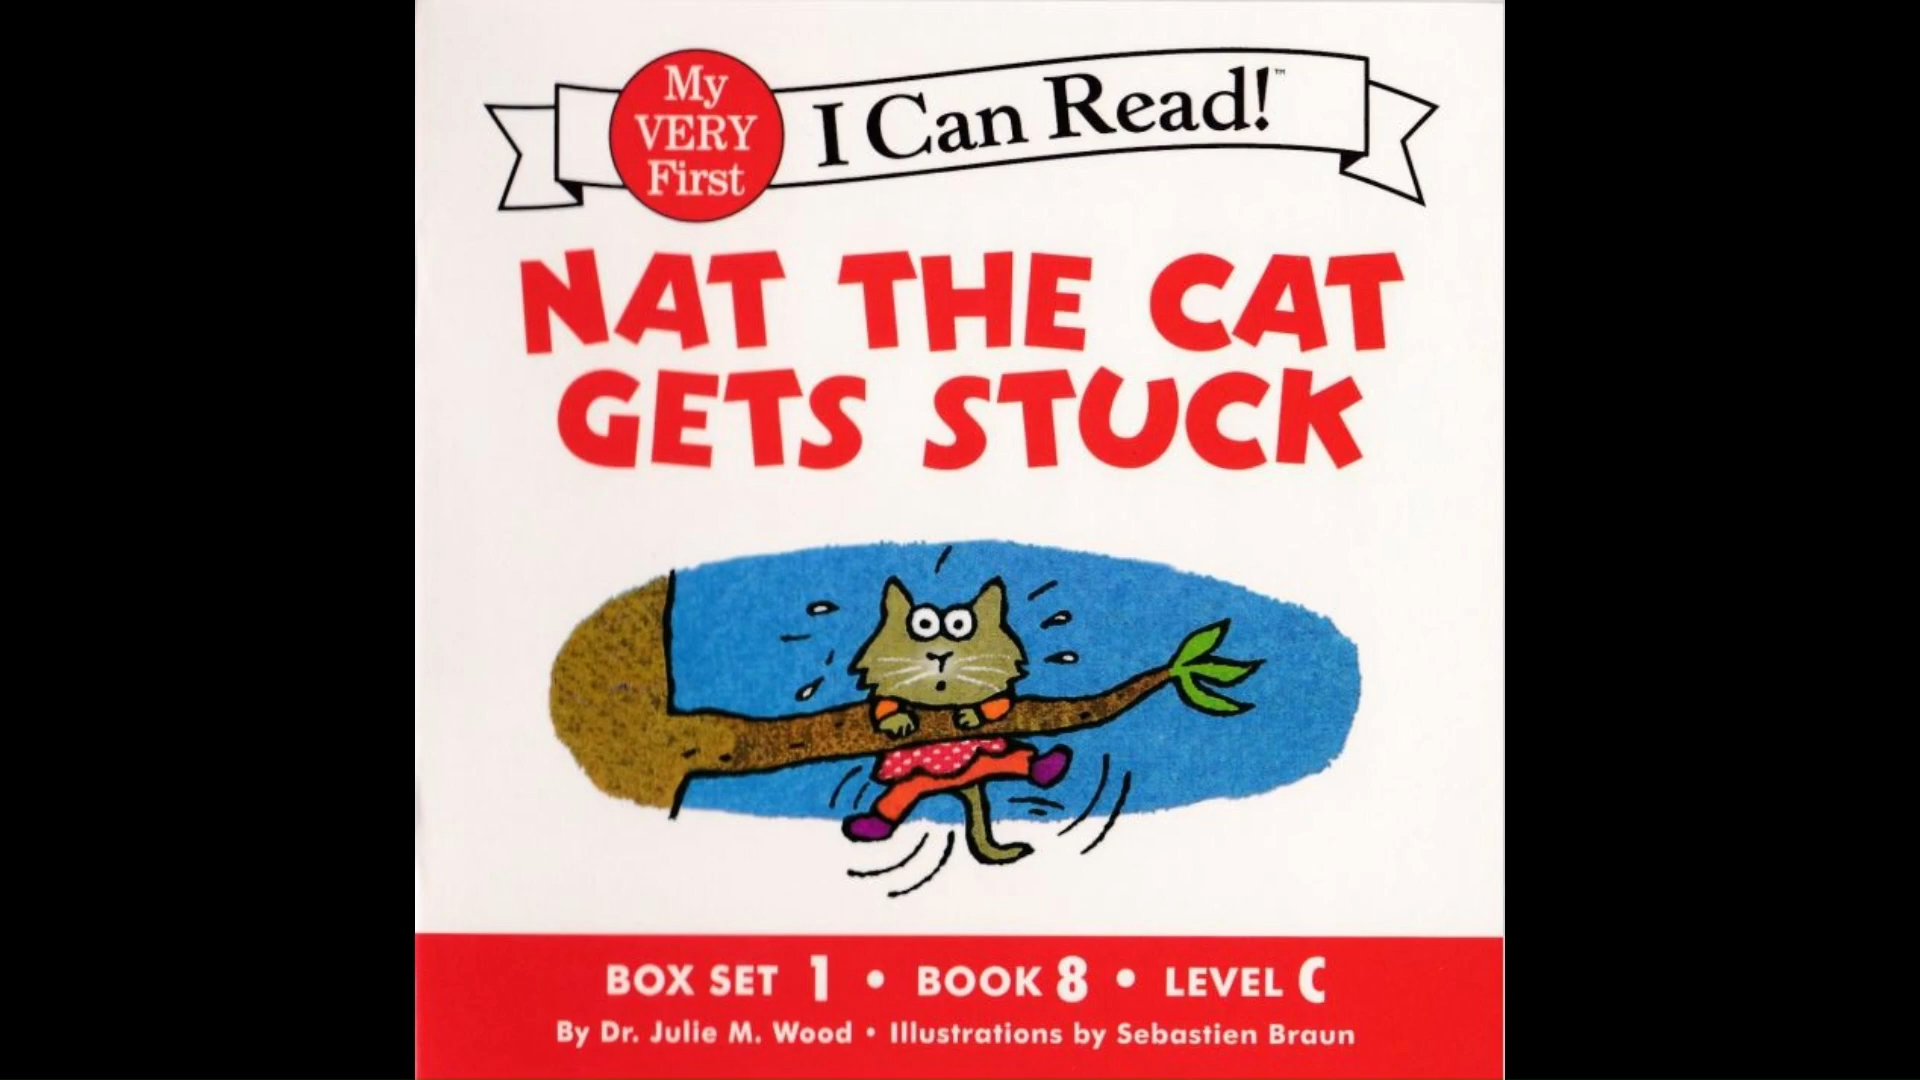 My
VERY
First
I Can Read!™
NAT THE CAT
GETS STUCK
BOX SET 1 • BOOK 8 • LEVEL C
By Dr. Julie M. Wood • Illustrations by Sebastien Braun